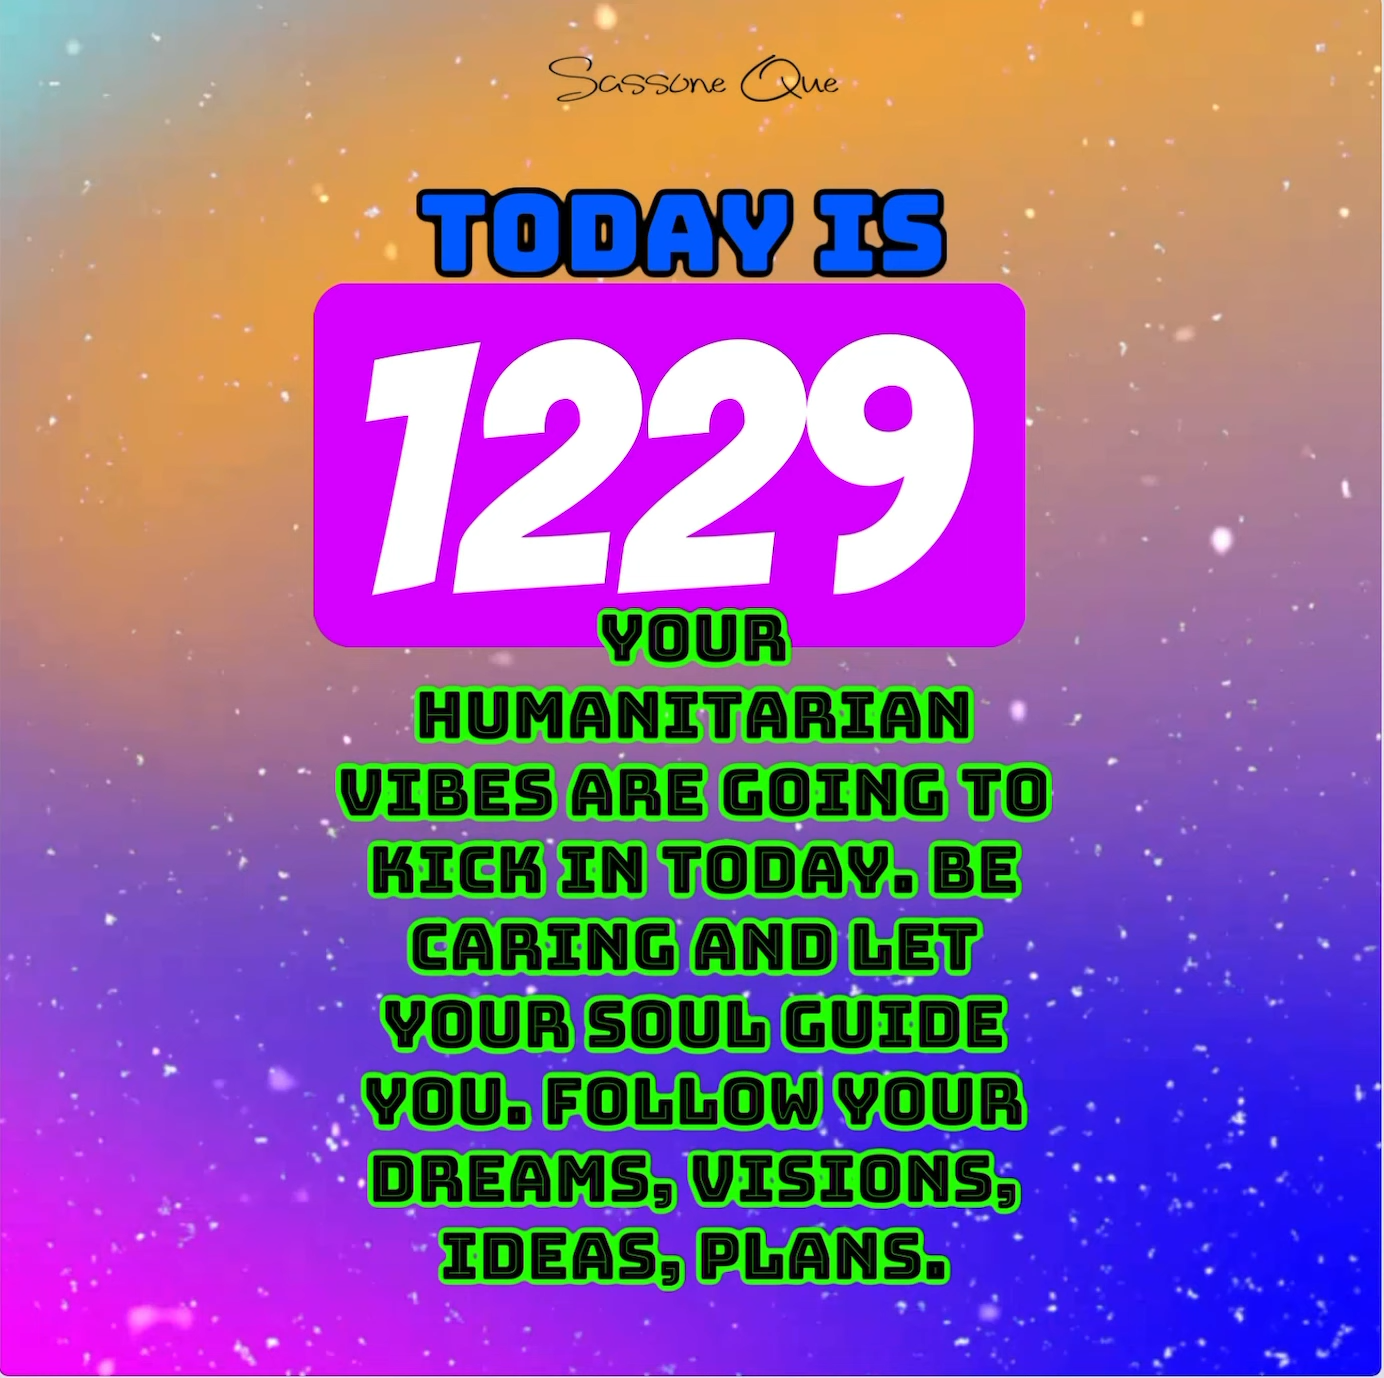 Sassone Que
TODAY IS
1229
YOUR
HUMANITARIAN
VIBES ARE GOING TO
KICK IN TODAY. BE
CARING AND LET
YOUR SOUL GUIDE
YOU. FOLLOW YOUR
DREAMS, VISIONS,
IDEAS, PLANS.